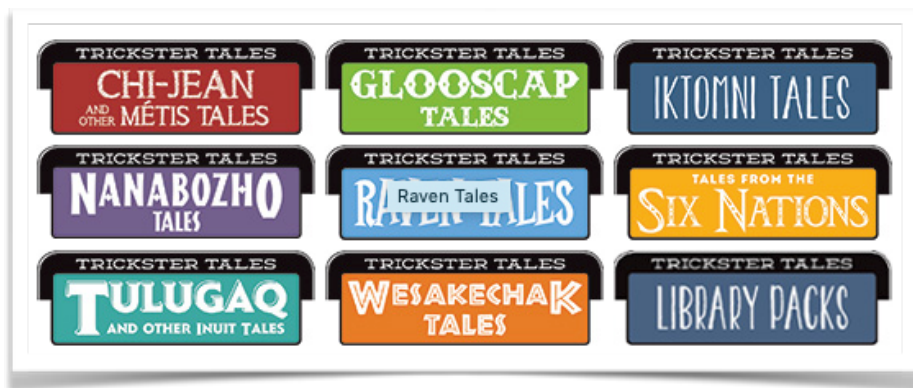 TRICKSTER TALES
CHI-JEAN
AND OTHER MÉTIS TALES
TRICKSTER TALES
GLOOSCAP
TALES
TRICKSTER TALES
IKTOMNI TALES
TRICKSTER TALES
NANABOZHO
TALES
TRICKSTER TALES
RAVEN TALES
Raven Tales
TRICKSTER TALES
TALES FROM THE
SIX NATIONS
TRICKSTER TALES
TULUGAQ
AND OTHER INUIT TALES
TRICKSTER TALES
WESAKECHAK
TALES
TRICKSTER TALES
LIBRARY PACKS